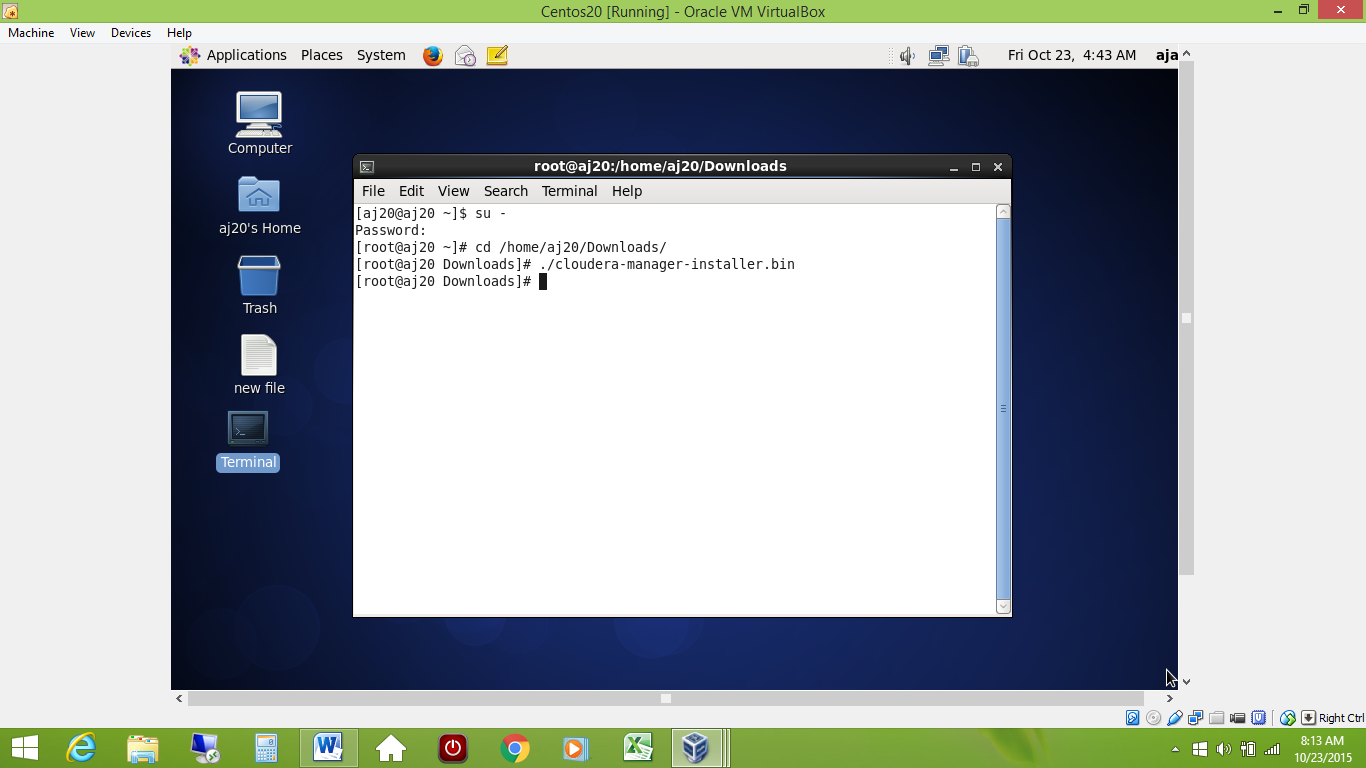 Centos20 [Running] - Oracle VM VirtualBox
Machine View Devices Help
Applications Places System Fri Oct 23, 4:43 AM aja
Computer
aj20's Home
Trash
new file
Terminal
root@aj20:/home/aj20/Downloads
File Edit View Search Terminal Help
[aj20@aj20 ~]$ su -
Password:
[root@aj20 ~]# cd /home/aj20/Downloads/
[root@aj20 Downloads]# ./cloudera-manager-installer.bin
[root@aj20 Downloads]#
Right Ctrl
8:13 AM
10/23/2015